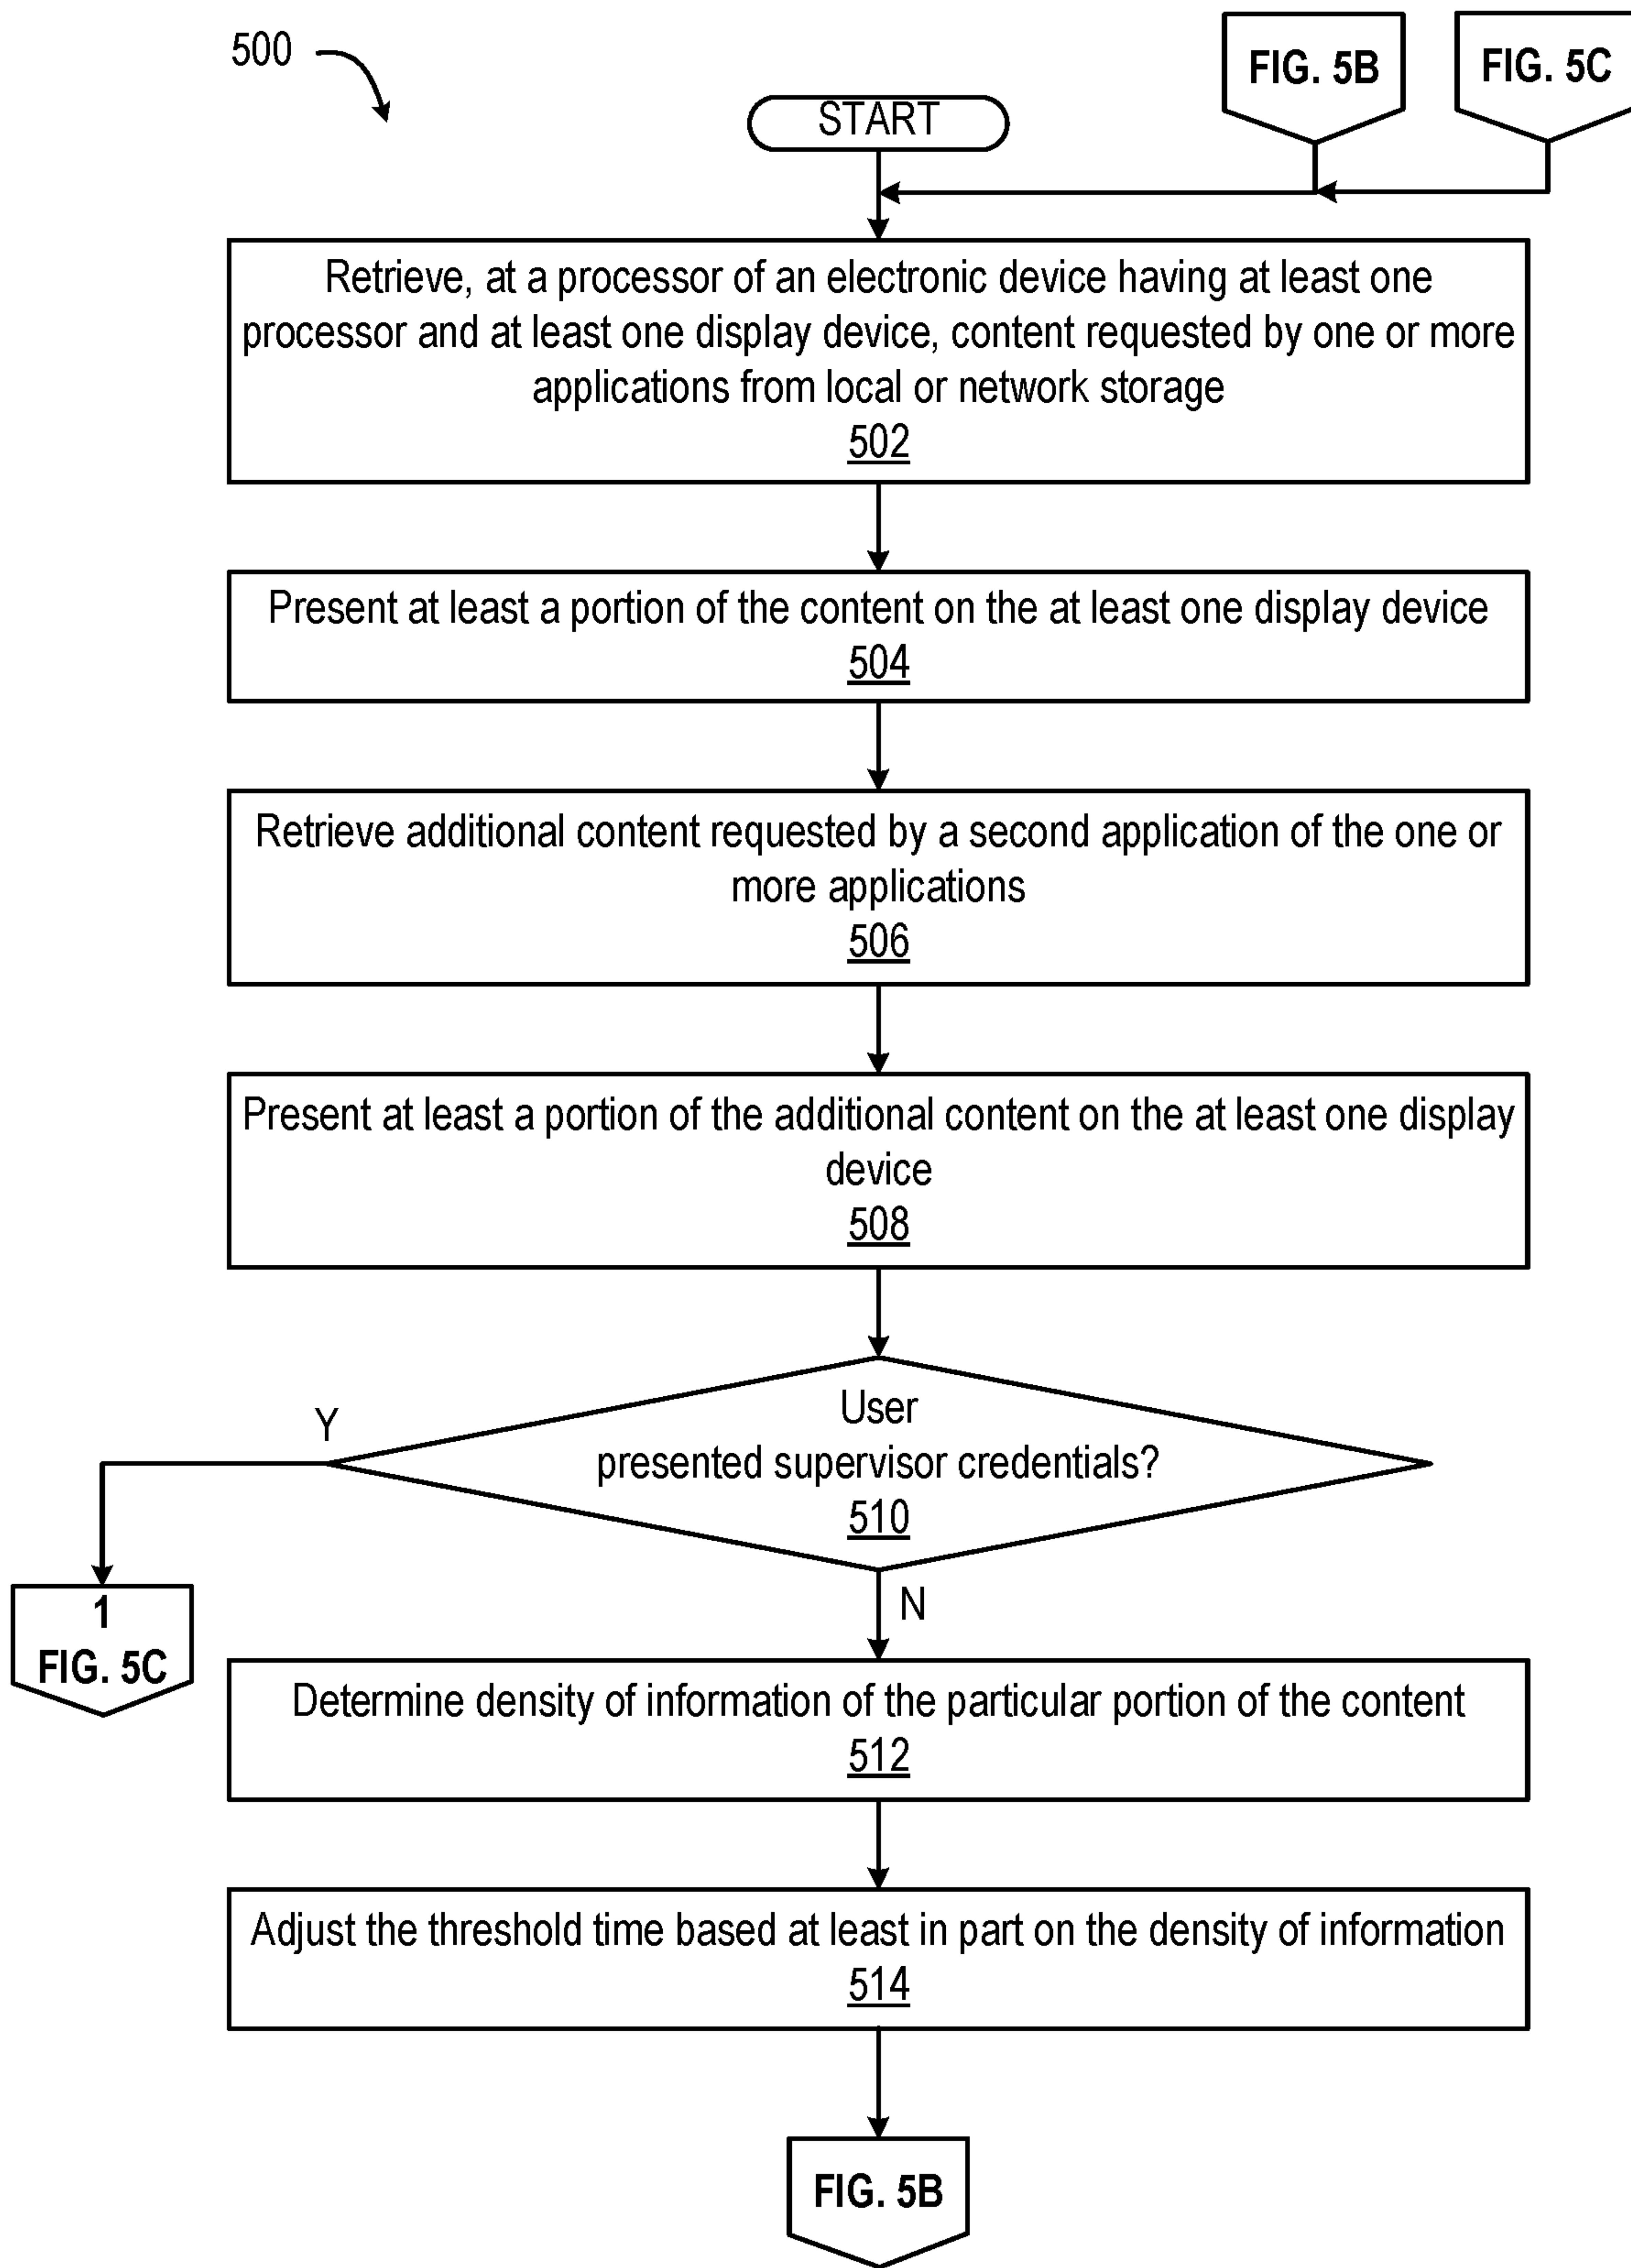 500
FIG. 5B
FIG. 5C
START
Retrieve, at a processor of an electronic device having at least one
processor and at least one display device, content requested by one or more
applications from local or network storage
502
Present at least a portion of the content on the at least one display device
504
Retrieve additional content requested by a second application of the one or
more applications
506
Present at least a portion of the additional content on the at least one display
device
508
User
presented supervisor credentials?
510
Y
N
1
FIG. 5C
Determine density of information of the particular portion of the content
512
Adjust the threshold time based at least in part on the density of information
514
FIG. 5B